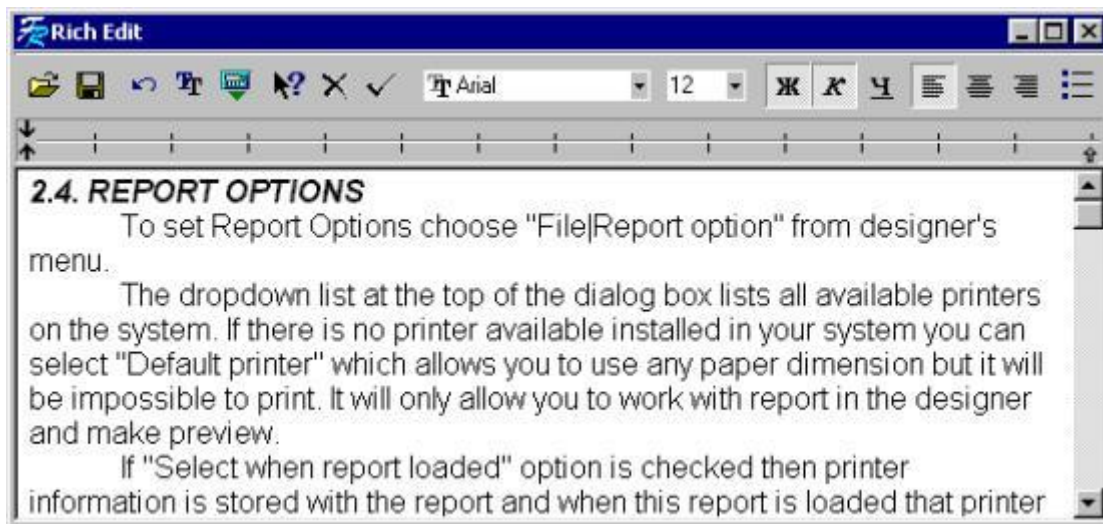 Rich Edit
Arial 12 Ж К Ч
2.4. REPORT OPTIONS
To set Report Options choose "File|Report option" from designer's
menu.
The dropdown list at the top of the dialog box lists all available printers
on the system. If there is no printer available installed in your system you can
select "Default printer" which allows you to use any paper dimension but it will
be impossible to print. It will only allow you to work with report in the designer
and make preview.
If "Select when report loaded" option is checked then printer
information is stored with the report and when this report is loaded that printer